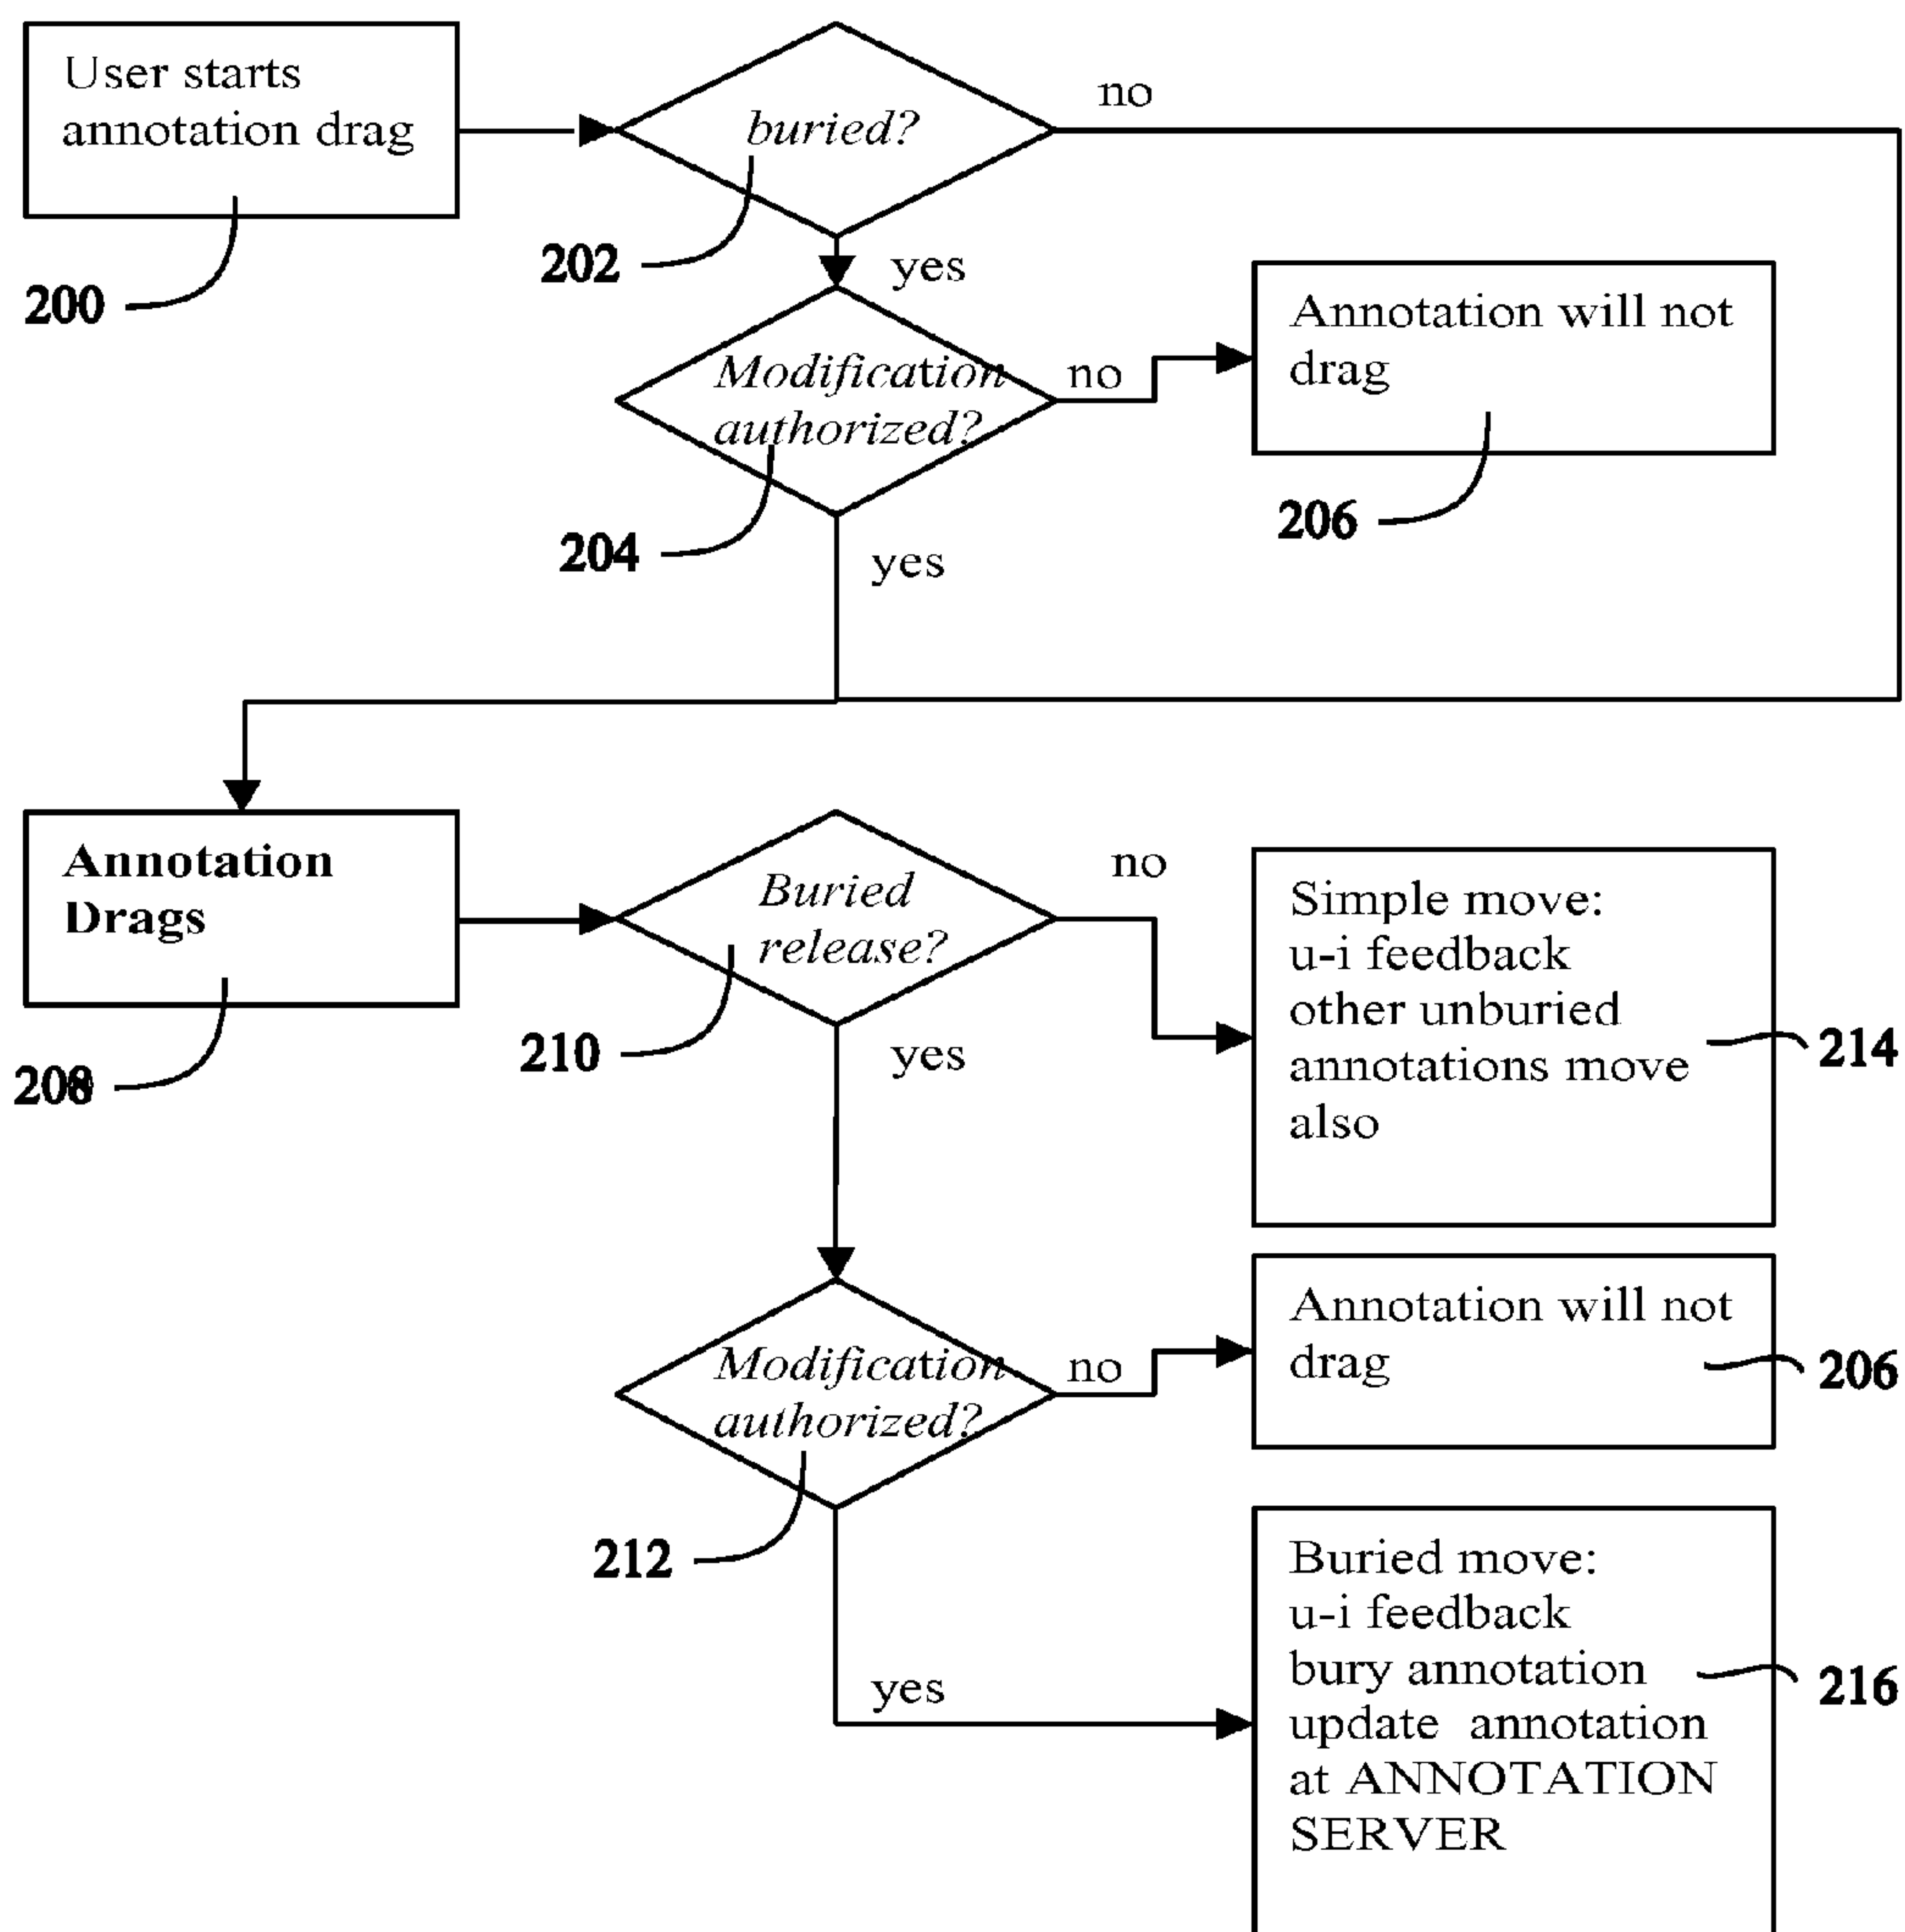 User starts
annotation drag
200
buried?
202
no
yes
Modification
authorized?
204
no
Annotation will not
drag
206
yes
Annotation
Drags
208
Buried
release?
210
no
Simple move:
u-i feedback
other unburied
annotations move
also
214
yes
Modification
authorized?
212
no
Annotation will not
drag
206
yes
Buried move:
u-i feedback
bury annotation
update annotation
at ANNOTATION
SERVER
216